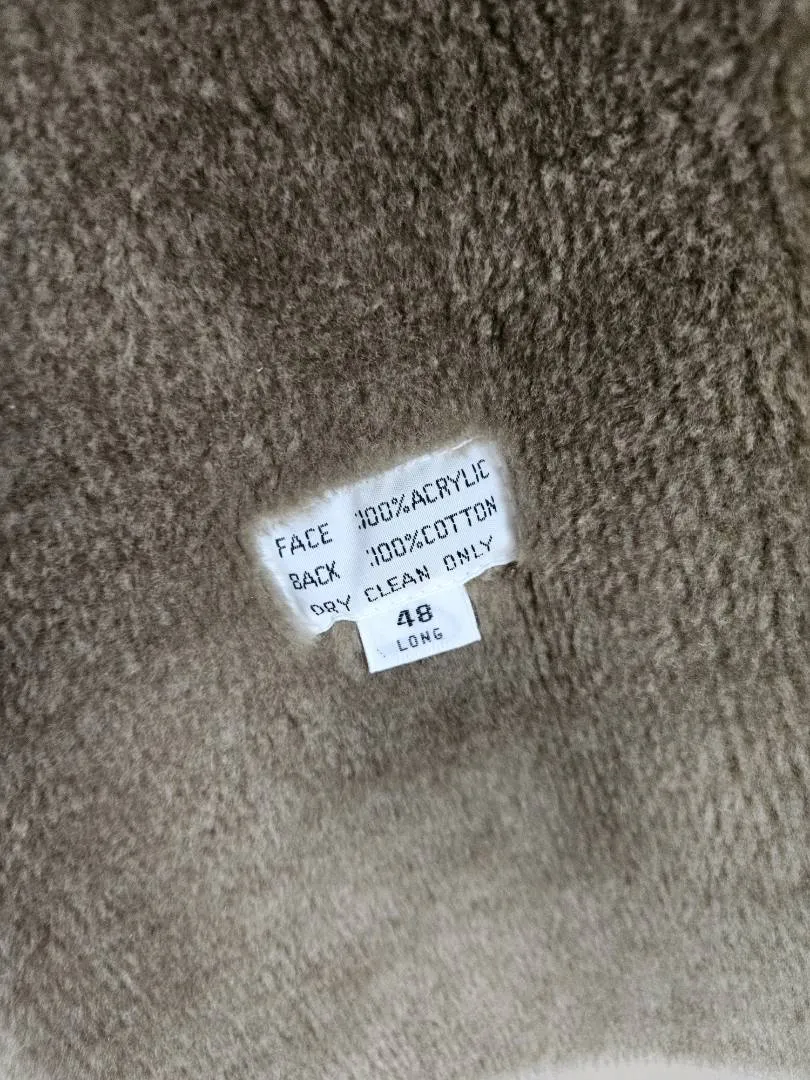 FACE :100%ACRYLIC
BACK :100%COTTON
DRY CLEAN ONLY
48
LONG